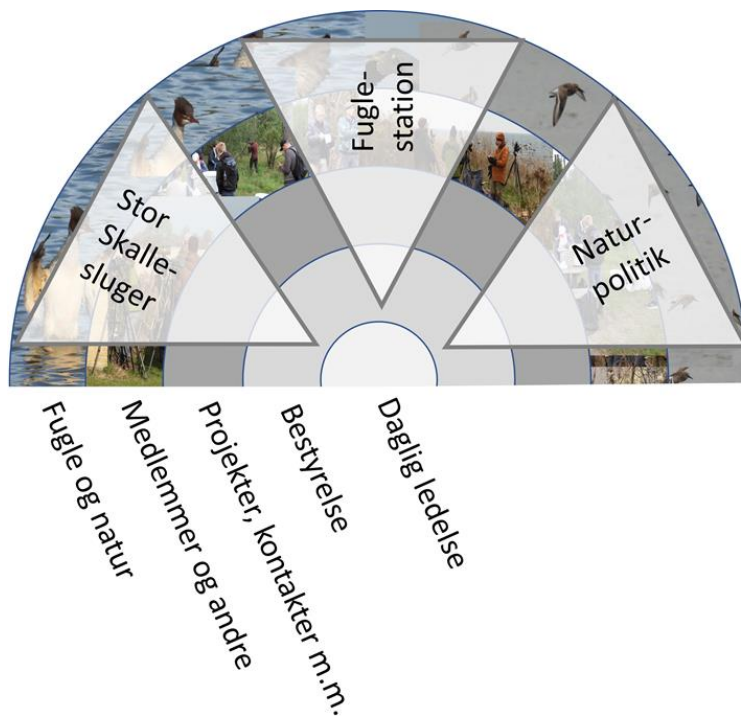 Stor
Skalle-
sluger
Fugle-
station
Natur-
politik
Fugle og natur
Medlemmer og andre
Projekter, kontakter m.m.
Bestyrelse
Daglig ledelse